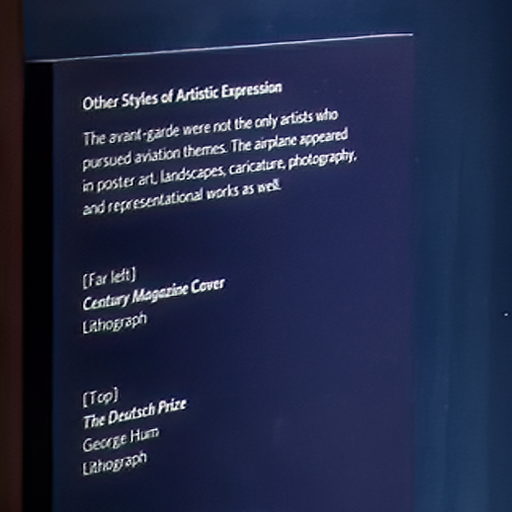 Other Styles of Artistic Expression
The avant-garde were not the only artists who
pursued aviation themes. The airplane appeared
in poster art, landscapes, caricature, photography,
and representational works as well.
[Far left]
Century Magazine Cover
Lithograph
[Top]
The Deutsch Prize
George Hum
Lithograph